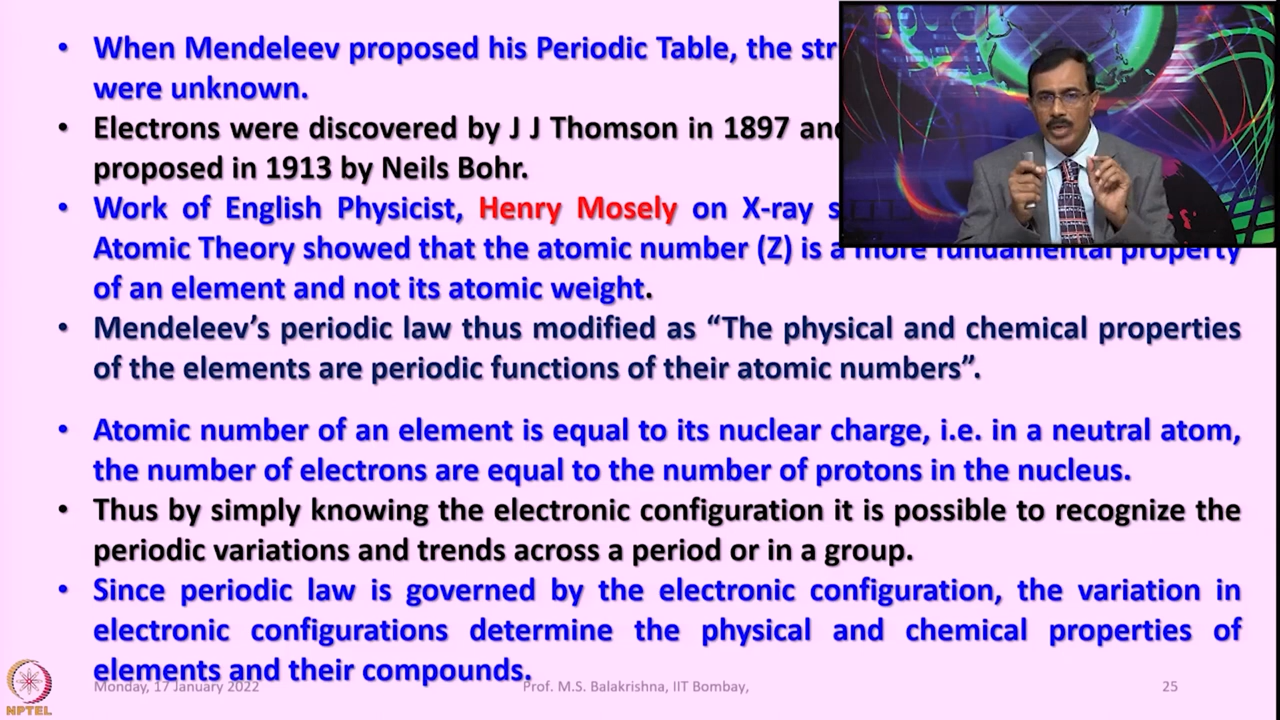 • When Mendeleev proposed his Periodic Table, the
were unknown.
• Electrons were discovered by J J Thomson in 1897
proposed in 1913 by Neils Bohr.
• Work of English Physicist, Henry Mosely on X-ray
Atomic Theory showed that the atomic number (Z) is a more fundamental property
of an element and not its atomic weight.
• Mendeleev’s periodic law thus modified as “The physical and chemical properties
of the elements are periodic functions of their atomic numbers”.
• Atomic number of an element is equal to its nuclear charge, i.e. in a neutral atom,
the number of electrons are equal to the number of protons in the nucleus.
• Thus by simply knowing the electronic configuration it is possible to recognize the
periodic variations and trends across a period or in a group.
• Since periodic law is governed by the electronic configuration, the variation in
electronic configurations determine the physical and chemical properties of
elements and their compounds.
Monday, 17 January 2022 Prof. M.S. Balakrishna, IIT Bombay, 25
NPTEL